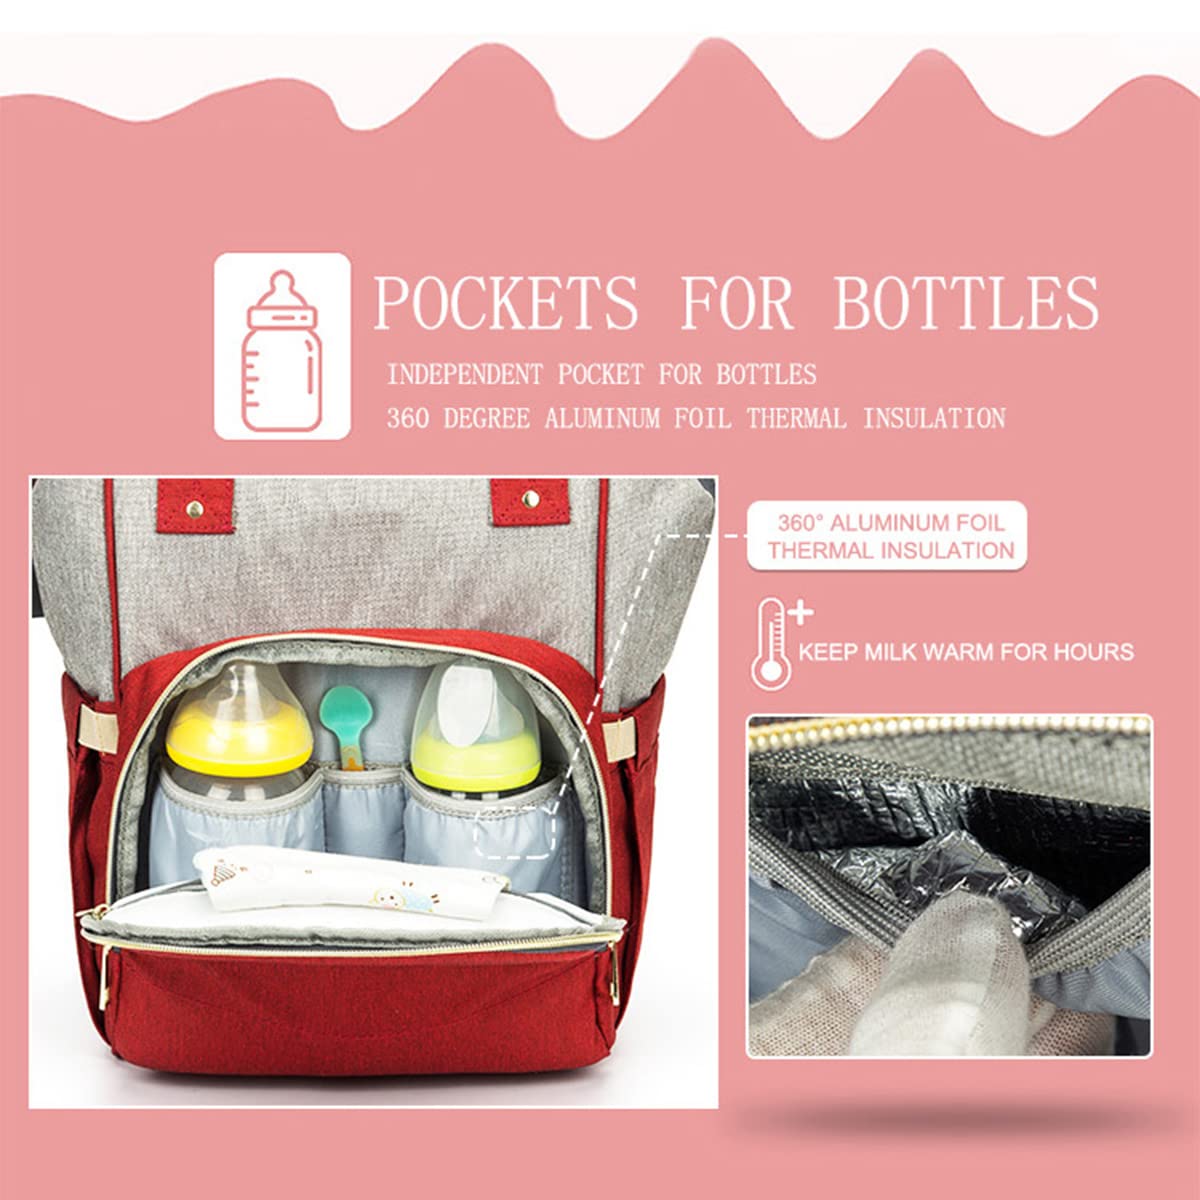 POCKETS FOR BOTTLES
INDEPENDENT POCKET FOR BOTTLES
360 DEGREE ALUMINUM FOIL THERMAL INSULATION
360° ALUMINUM FOIL
THERMAL INSULATION
KEEP MILK WARM FOR HOURS